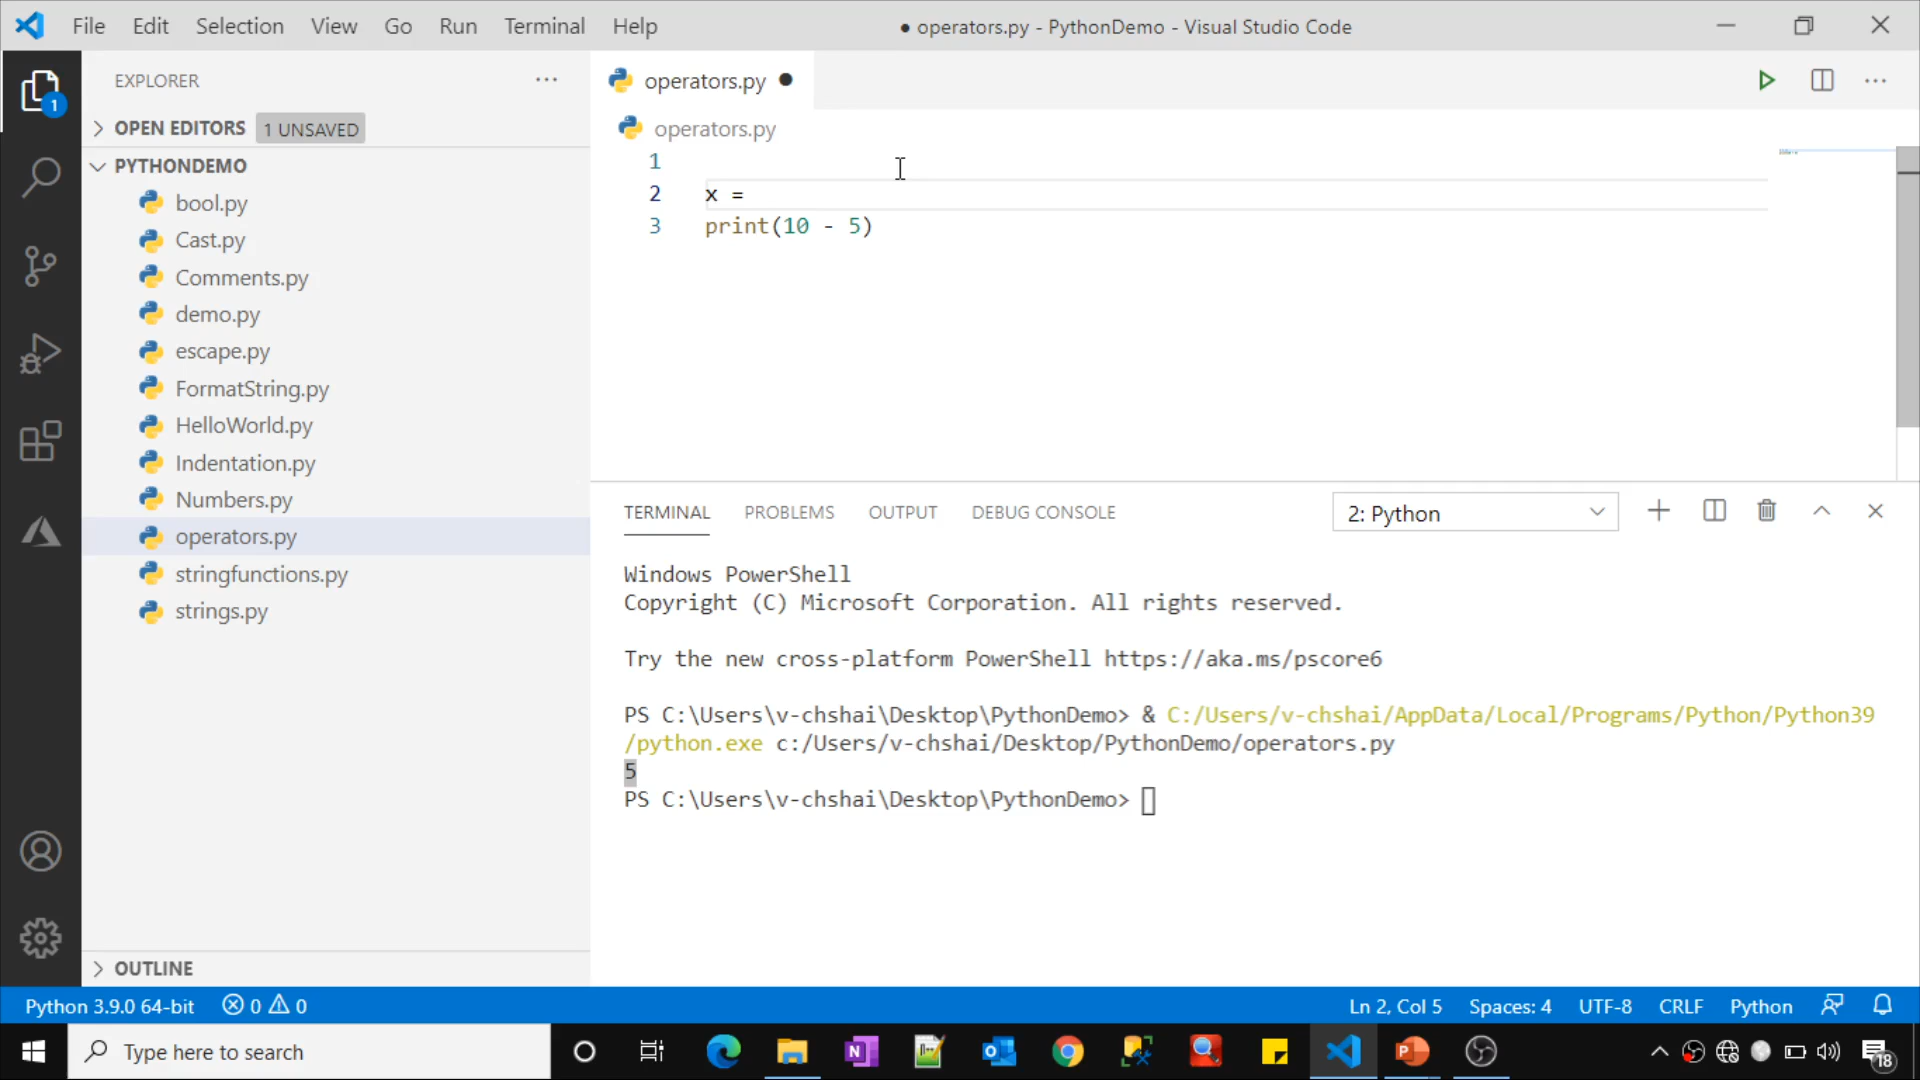 File Edit Selection View Go Run Terminal Help
● operators.py - PythonDemo - Visual Studio Code
EXPLORER
OPEN EDITORS 1 UNSAVED
PYTHONDEMO
bool.py
Cast.py
Comments.py
demo.py
escape.py
FormatString.py
HelloWorld.py
Indentation.py
Numbers.py
operators.py
stringfunctions.py
strings.py
OUTLINE
1
operators.py
operators.py
1
2 x =
3 print(10 - 5)
TERMINAL PROBLEMS OUTPUT DEBUG CONSOLE 2: Python
Windows PowerShell
Copyright (C) Microsoft Corporation. All rights reserved.
Try the new cross-platform PowerShell https://aka.ms/pscore6
PS C:\Users\v-chshai\Desktop\PythonDemo> & C:/Users/v-chshai/AppData/Local/Programs/Python/Python39
/python.exe c:/Users/v-chshai/Desktop/PythonDemo/operators.py
5
PS C:\Users\v-chshai\Desktop\PythonDemo>
Python 3.9.0 64-bit 0 0 Ln 2, Col 5 Spaces: 4 UTF-8 CRLF Python
Type here to search
18